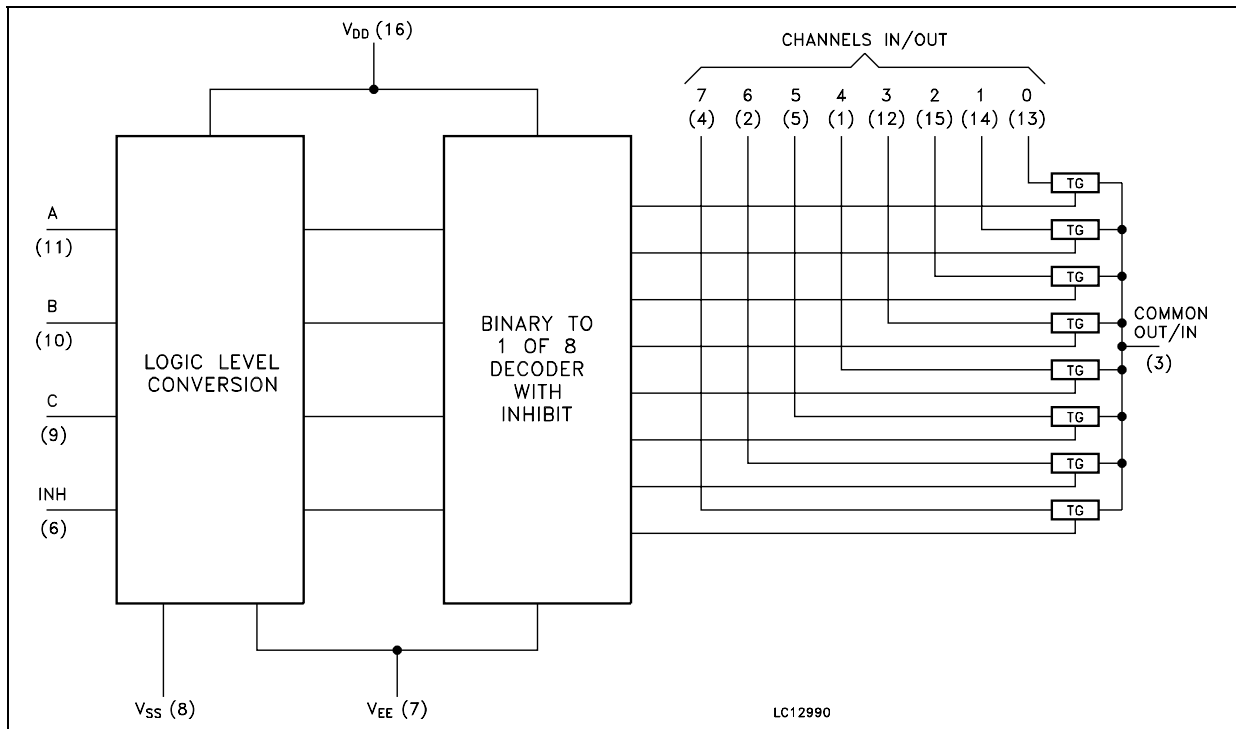 V_DD (16)
CHANNELS IN/OUT
7 6 5 4 3 2 1 0
(4) (2) (5) (1) (12) (15) (14) (13)
A
(11)
B
(10)
C
(9)
INH
(6)
LOGIC LEVEL
CONVERSION
BINARY TO
1 OF 8
DECODER
WITH
INHIBIT
TG
TG
TG
TG
TG
TG
TG
TG
COMMON
OUT/IN
(3)
V_SS (8)
V_EE (7)
LC12990